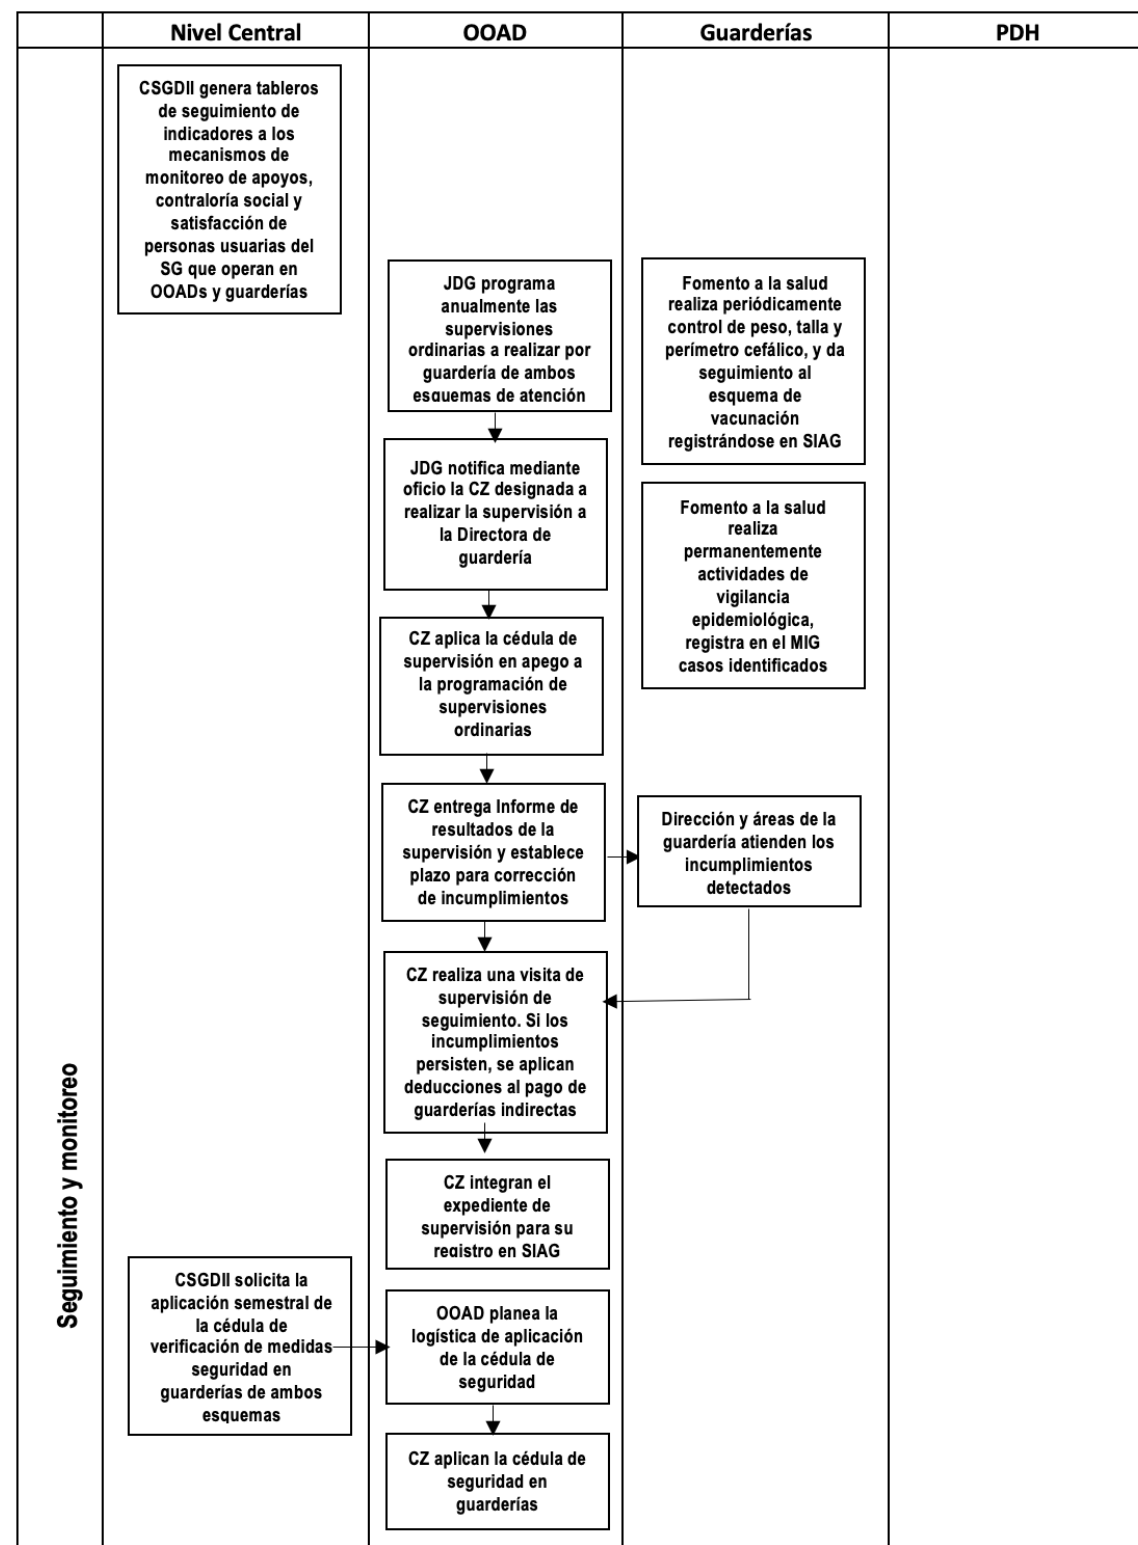 Nivel Central
OOAD
Guarderías
PDH
Seguimiento y monitoreo
CSGDII genera tableros
de seguimiento de
indicadores a los
mecanismos de
monitoreo de apoyos,
contraloría social y
satisfacción de
personas usuarias del
SG que operan en
OOADs y guarderías
JDG programa
anualmente las
supervisiones
ordinarias a realizar por
guardería de ambos
esquemas de atención
Fomento a la salud
realiza periódicamente
control de peso, talla y
perímetro cefálico, y da
seguimiento al
esquema de
vacunación
registrándose en SIAG
JDG notifica mediante
oficio la CZ designada a
realizar la supervisión a
la Directora de
guardería
Fomento a la salud
realiza
permanentemente
actividades de
vigilancia
epidemiológica,
registra en el MIG
casos identificados
CZ aplica la cédula de
supervisión en apego a
la programación de
supervisiones
ordinarias
CZ entrega Informe de
resultados de la
supervisión y establece
plazo para corrección
de incumplimientos
Dirección y áreas de la
guardería atienden los
incumplimientos
detectados
CZ realiza una visita de
supervisión de
seguimiento. Si los
incumplimientos
persisten, se aplican
deducciones al pago de
guarderías indirectas
CZ integran el
expediente de
supervisión para su
registro en SIAG
CSGDII solicita la
aplicación semestral de
la cédula de
verificación de medidas
seguridad en
guarderías de ambos
esquemas
OOAD planea la
logística de aplicación
de la cédula de
seguridad
CZ aplican la cédula de
seguridad en
guarderías